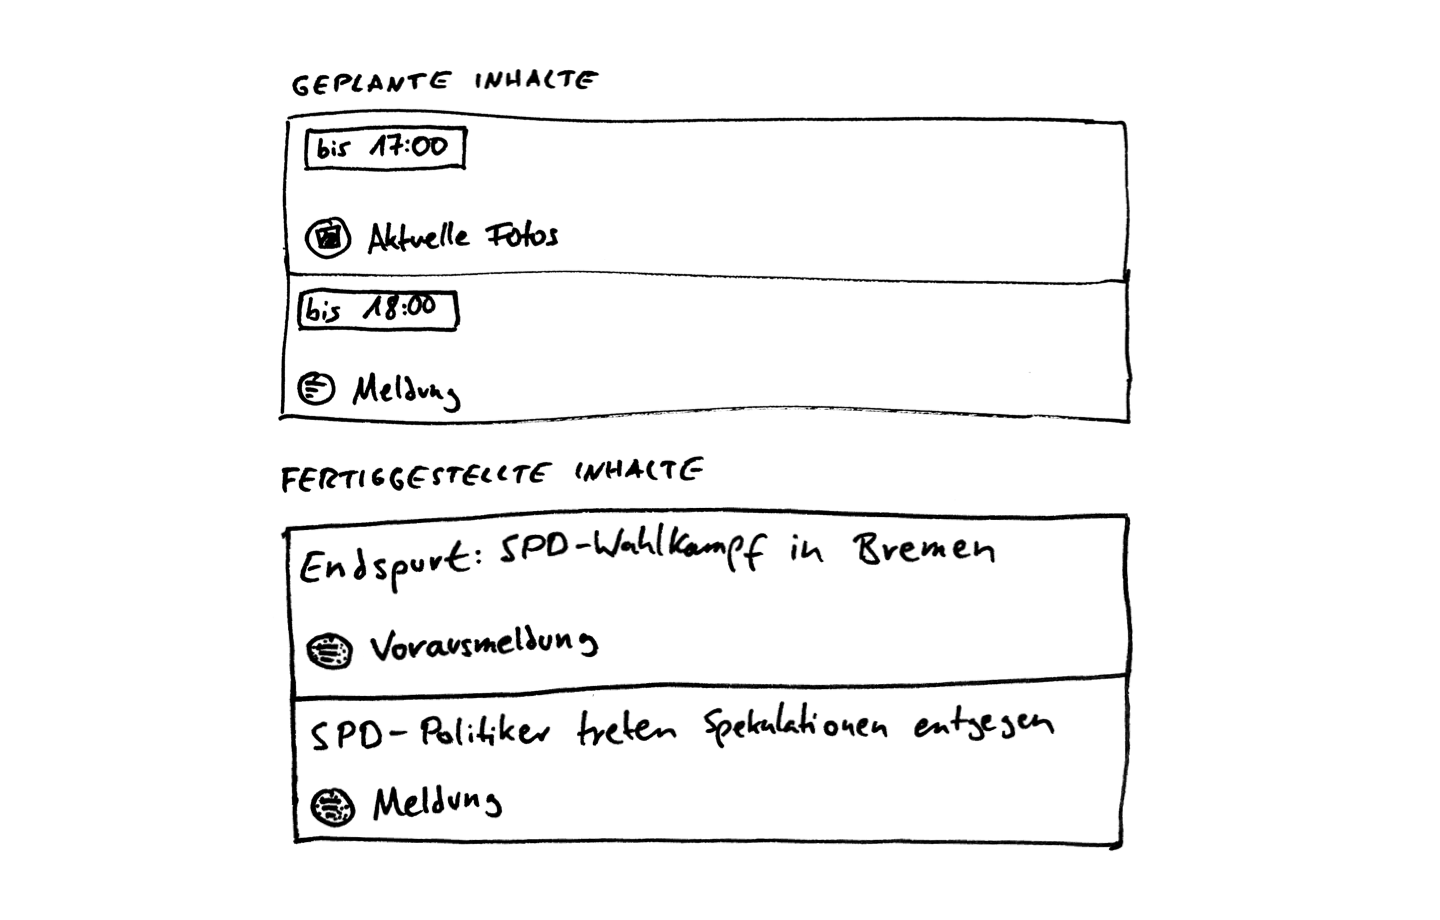 GEPLANTE INHALTE
bis 17:00
Aktuelle Fotos
bis 18:00
Meldung
FERTIGGESTELLTE INHALTE
Endspurt: SPD-Wahlkampf in Bremen
Vorausmeldung
SPD-Politiker treten Spekulationen entgegen
Meldung